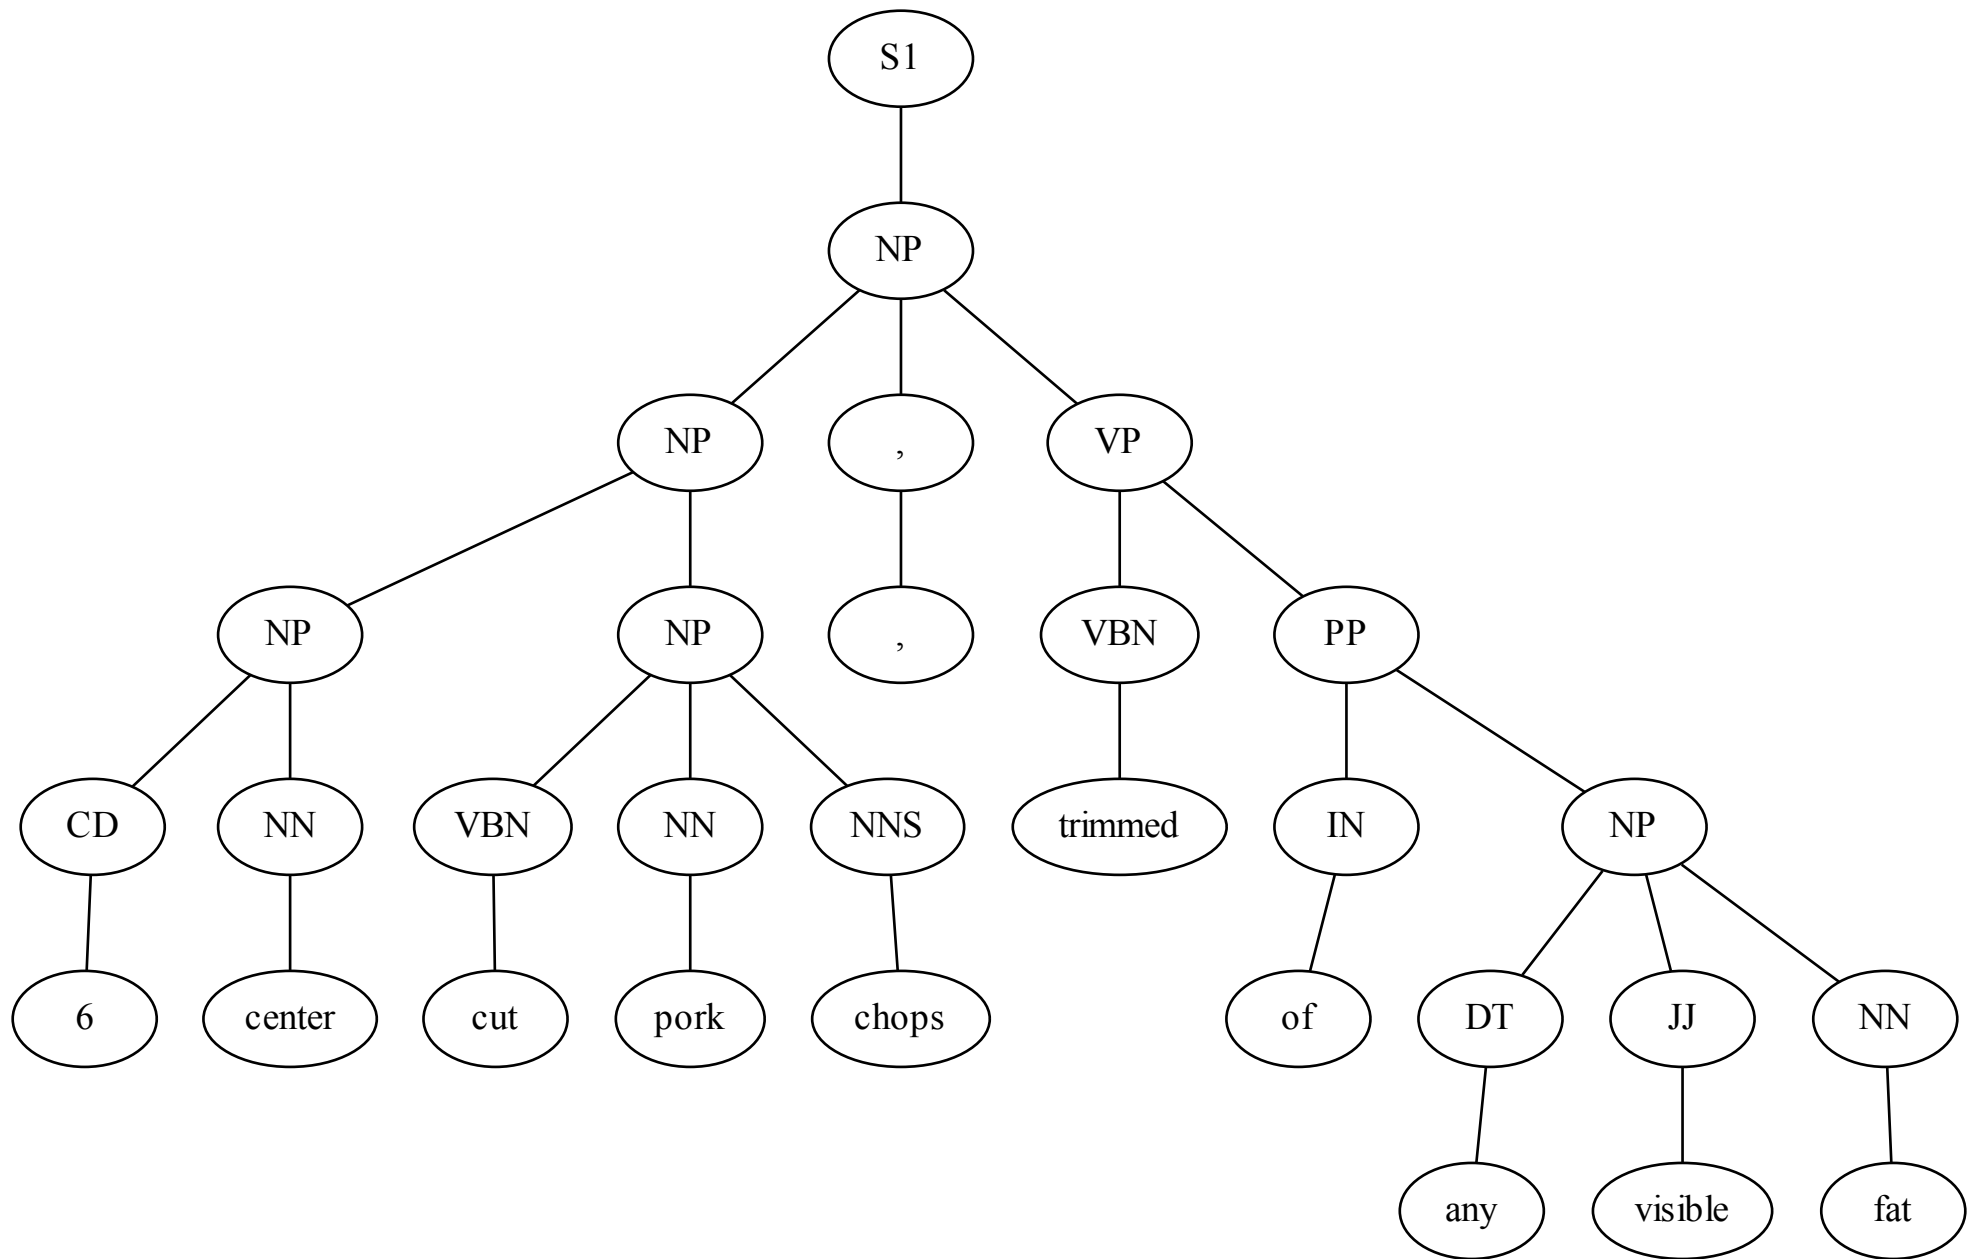 S1
NP
NP , VP
NP NP , VBN PP
CD NN VBN NN NNS trimmed IN NP
6 center cut pork chops of DT JJ NN
any visible fat